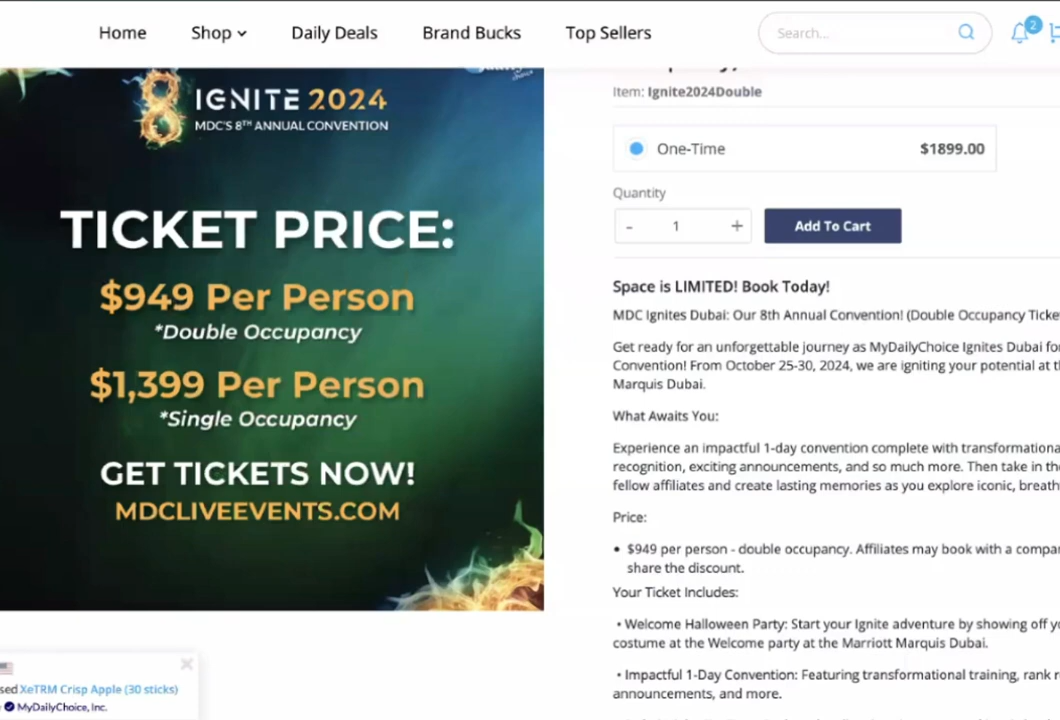 Home Shop Daily Deals Brand Bucks Top Sellers Search... 2
8 IGNITE 2024
MDC'S 8TH ANNUAL CONVENTION
TICKET PRICE:
$949 Per Person
*Double Occupancy
$1,399 Per Person
*Single Occupancy
GET TICKETS NOW!
MDCLIVEEVENTS.COM
Item: Ignite2024Double
One-Time $1899.00
Quantity
- 1 + Add To Cart
Space is LIMITED! Book Today!
MDC Ignites Dubai: Our 8th Annual Convention! (Double Occupancy Ticke
Get ready for an unforgettable journey as MyDailyChoice Ignites Dubai fo
Convention! From October 25-30, 2024, we are igniting your potential at t
Marquis Dubai.
What Awaits You:
Experience an impactful 1-day convention complete with transformationa
recognition, exciting announcements, and so much more. Then take in th
fellow affiliates and create lasting memories as you explore iconic, breath
Price:
• $949 per person - double occupancy. Affiliates may book with a compa
share the discount.
Your Ticket Includes:
• Welcome Halloween Party: Start your Ignite adventure by showing off yo
costume at the Welcome party at the Marriott Marquis Dubai.
• Impactful 1-Day Convention: Featuring transformational training, rank r
announcements, and more.
sed XeTRM Crisp Apple (30 sticks)
MyDailyChoice, Inc.